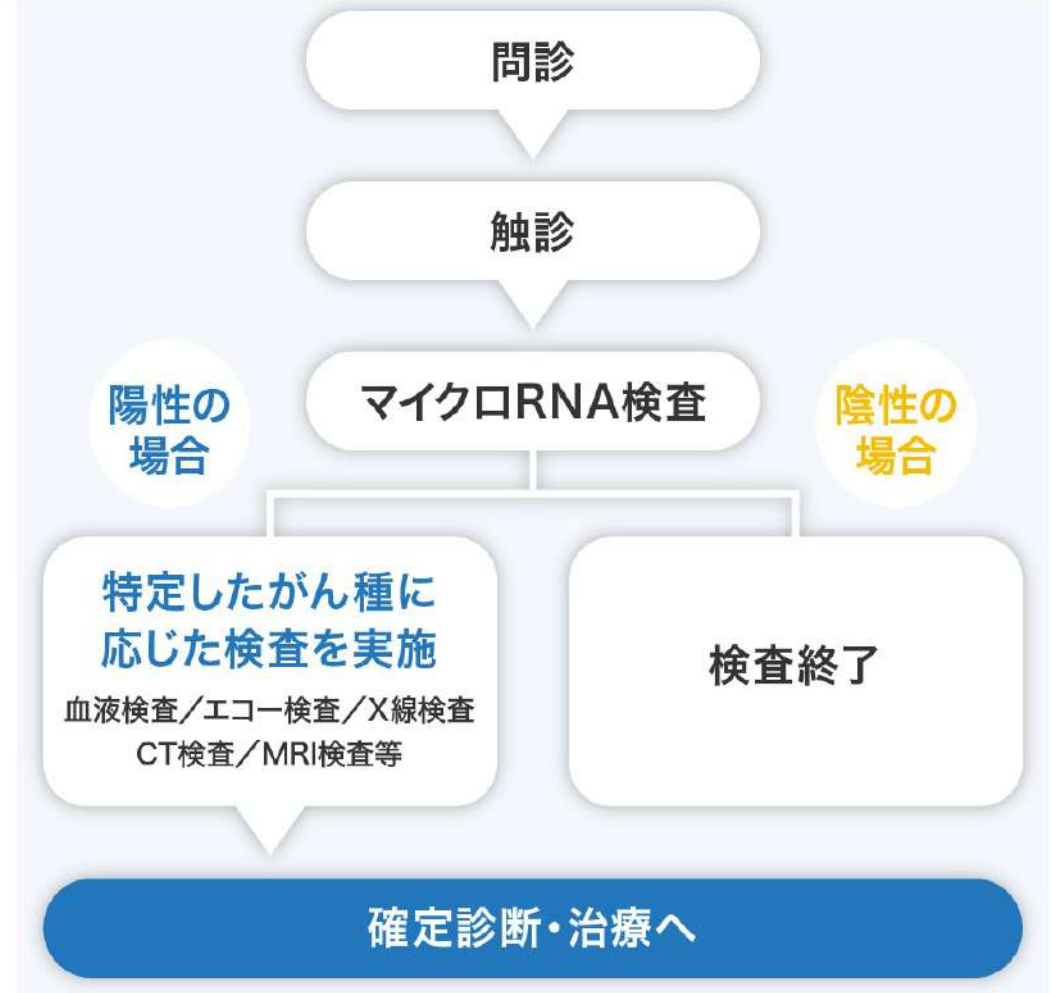 問診
触診
マイクロRNA検査
陽性の
場合
陰性の
場合
特定したがん種に
応じた検査を実施
血液検査／エコー検査／X線検査
CT検査／MRI検査等
検査終了
確定診断・治療へ